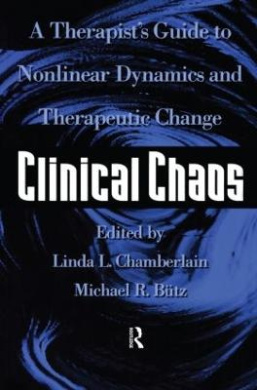 A Therapist's Guide to
Nonlinear Dynamics and
Therapeutic Change
Clinical Chaos
Edited by
Linda L. Chamberlain
Michael R. Bütz
R